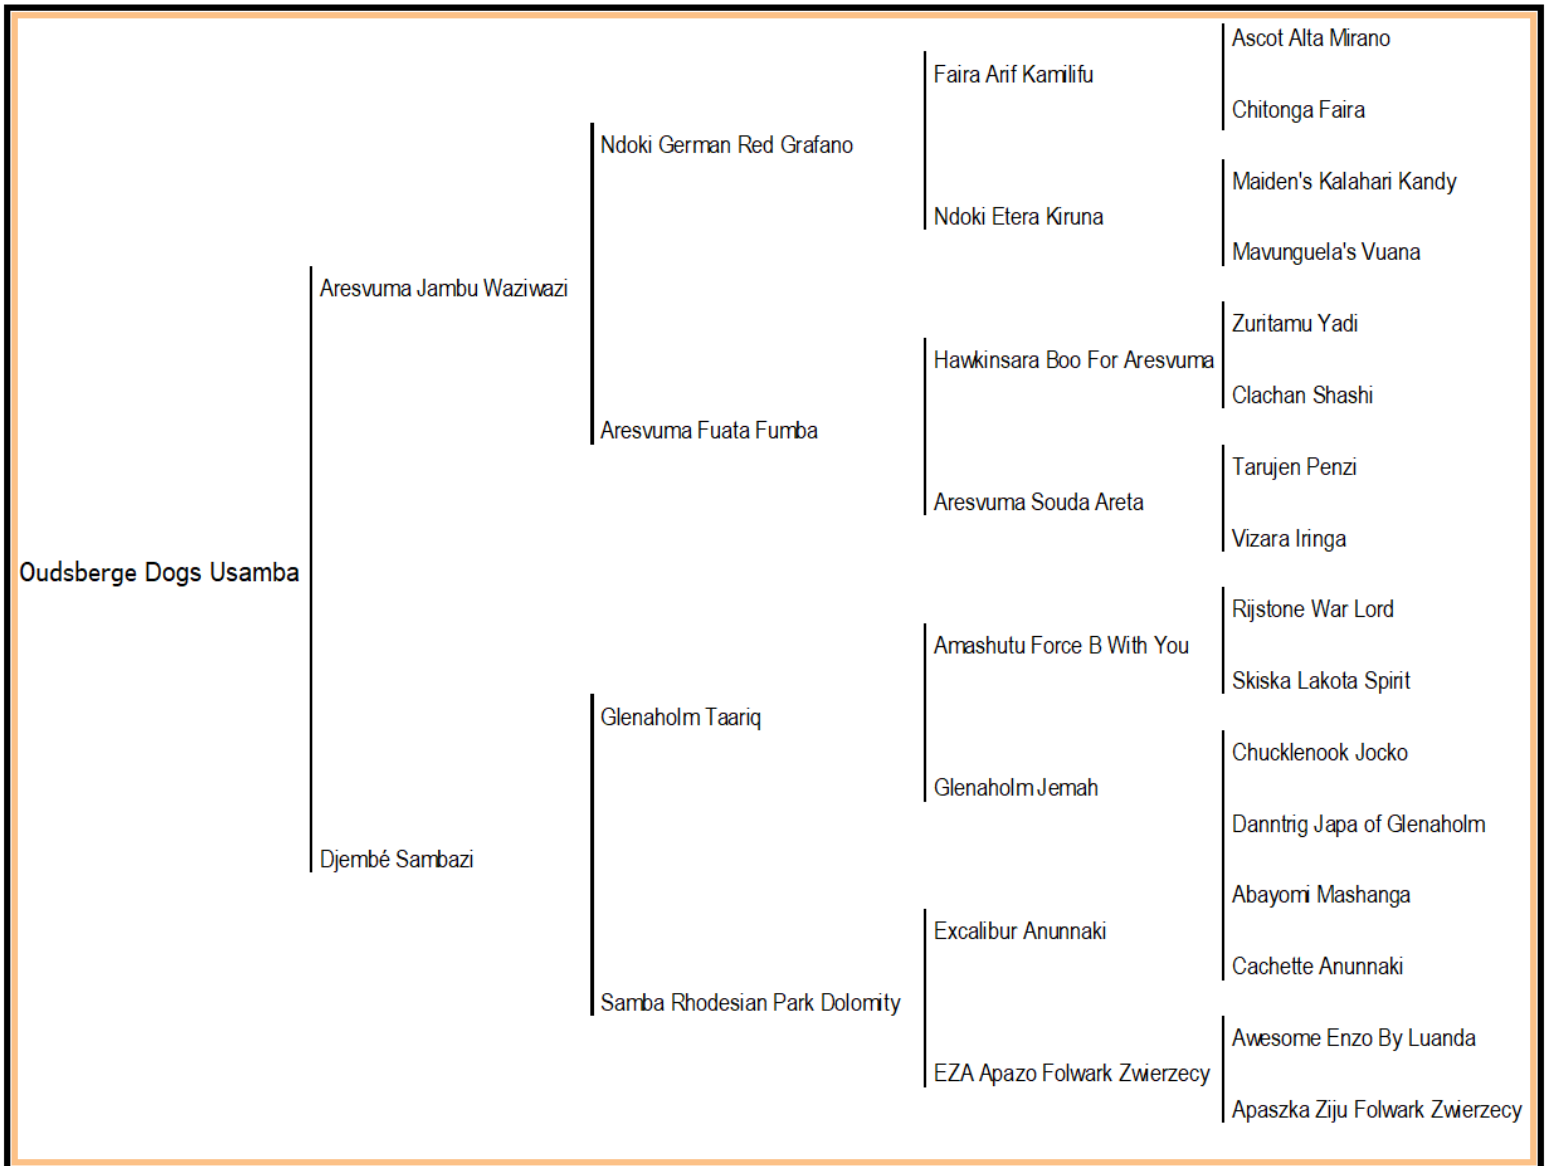 Ascot Alta Mirano
Faira Arif Kamilifu
Chitonga Faira
Ndoki German Red Grafano
Maiden's Kalahari Kandy
Ndoki Etera Kiruna
Mavunguela's Vuana
Aresvuma Jambu Waziwazi
Zuritamu Yadi
Hawkinsara Boo For Aresvuma
Clachan Shashi
Aresvuma Fuata Fumba
Tarujen Penzi
Aresvuma Souda Areta
Vizara Iringa
Oudsberge Dogs Usamba
Rijstone War Lord
Amashutu Force B With You
Skiska Lakota Spirit
Glenaholm Taariq
Chucklenook Jocko
Glenaholm Jemah
Danntrig Japa of Glenaholm
Djembé Sambazi
Abayomi Mashanga
Excalibur Anunnaki
Cachette Anunnaki
Samba Rhodesian Park Dolomity
Awesome Enzo By Luanda
EZA Apazo Folwark Zwierzecy
Apaszka Ziju Folwark Zwierzecy